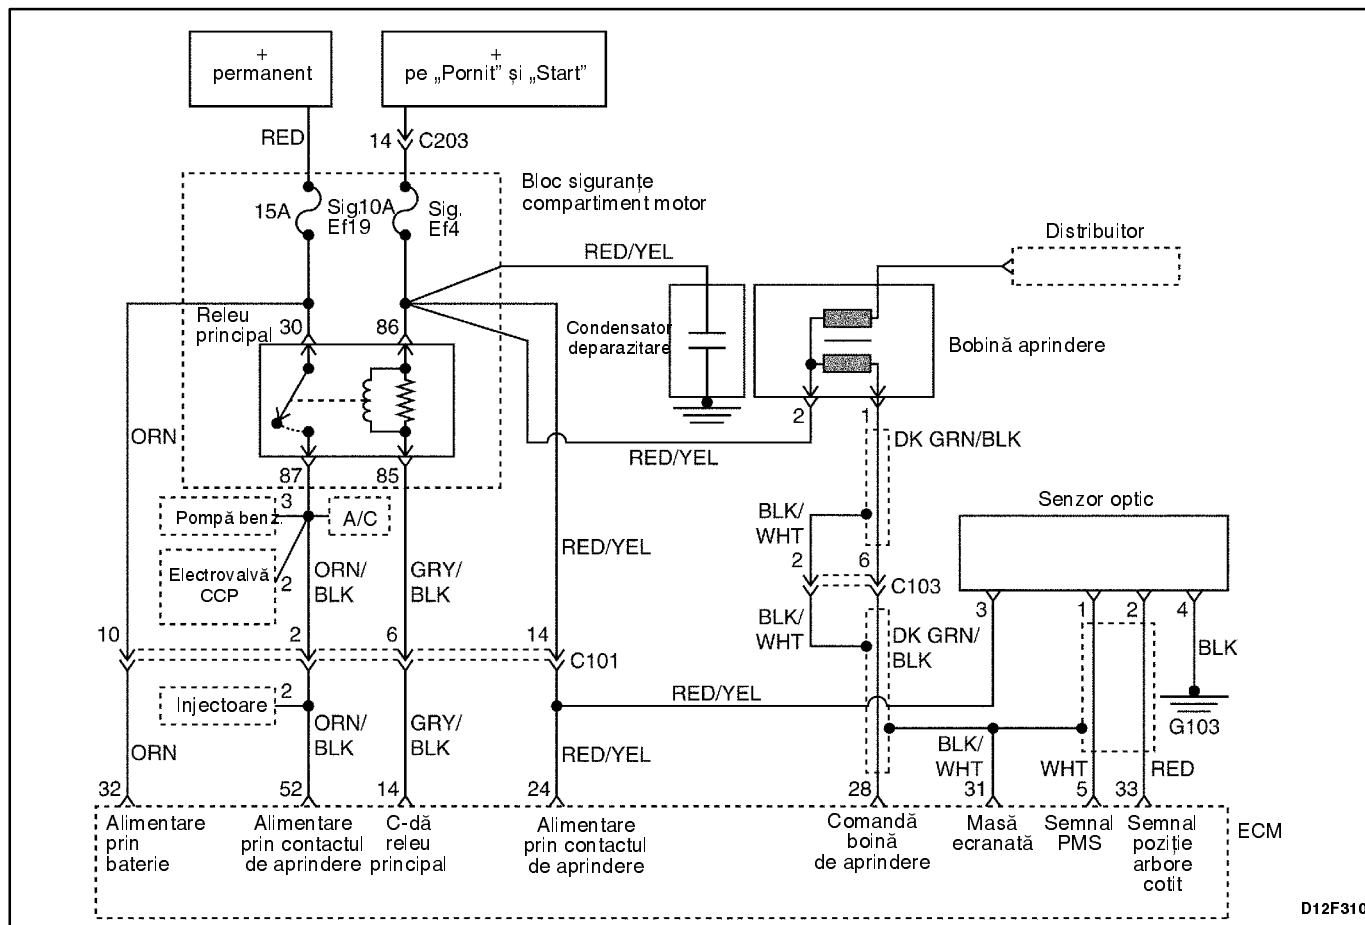 +
permanent
+
pe „Pornit” și „Start”
RED
14
C203
Bloc siguranțe
compartiment motor
15A
Sig.
Ef19
10A
Sig.
Ef4
RED/YEL
Distribuitor
Releu
principal
30
86
Condensator
deparazitare
Bobină aprindere
ORN
2
1
DK GRN/BLK
RED/YEL
87
85
Senzor optic
3
Pompă benz.
A/C
BLK/
WHT
RED/YEL
2
6
Electrovalvă
CCP
2
ORN/
BLK
GRY/
BLK
C103
3
1
2
4
BLK/
WHT
DK GRN/
BLK
BLK
10
2
6
14
C101
Injectoare
2
RED/YEL
G103
ORN
ORN/
BLK
GRY/
BLK
RED/YEL
BLK/
WHT
WHT
RED
32
52
14
24
28
31
5
33
Alimentare
prin
baterie
Alimentare
prin contactul
de aprindere
C-dă
releu
principal
Alimentare
prin contactul
de aprindere
Comandă
boină
de aprindere
Masă
ecranată
Semnal
PMS
Semnal
poziție
arbore
cotit
ECM
D12F310